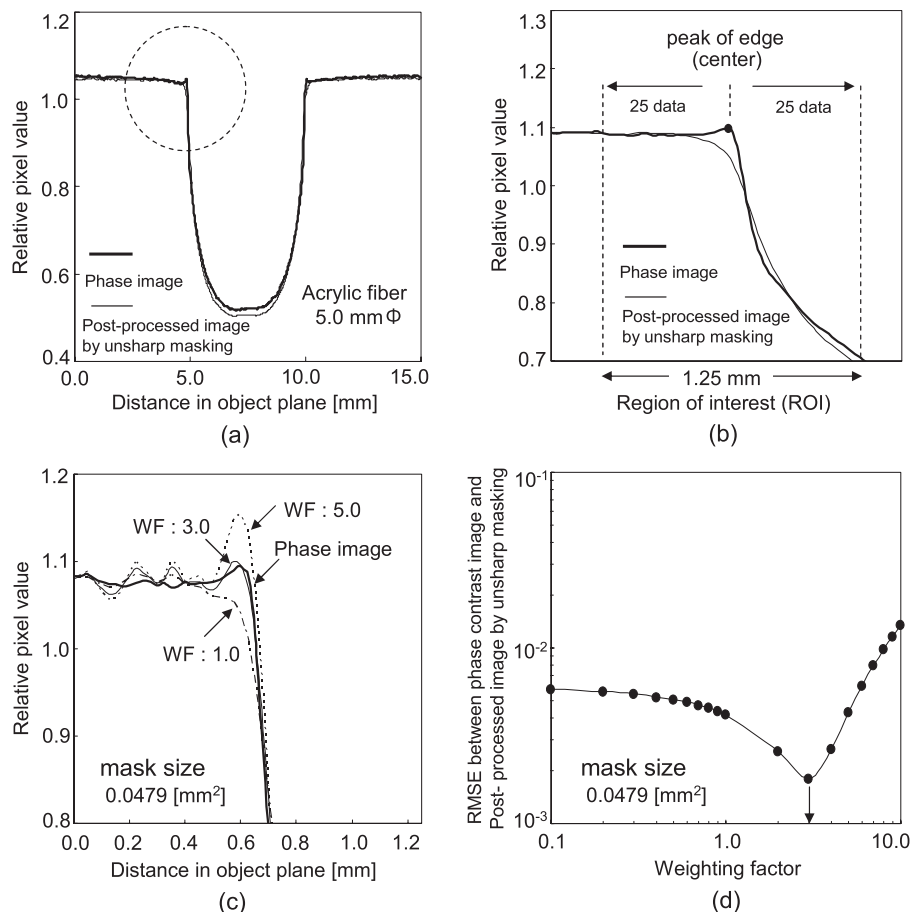 (a)
1.2
1.0
0.8
0.6
0.4
Relative pixel value
Phase image
Post-processed image
by unsharp masking
Acrylic fiber
5.0 mmΦ
0.0
5.0
10.0
15.0
Distance in object plane [mm]
(a)
1.3
1.2
1.1
1.0
0.9
0.8
0.7
Relative pixel value
peak of edge
(center)
25 data
25 data
Phase image
Post-processed image
by unsharp masking
1.25 mm
Region of interest (ROI)
(b)
1.2
1.1
1.0
0.9
0.8
Relative pixel value
WF : 3.0
WF : 5.0
Phase image
WF : 1.0
mask size
0.0479 [mm²]
0.0
0.2
0.4
0.6
0.8
1.0
1.2
Distance in object plane [mm]
(c)
10⁻¹
10⁻²
10⁻³
RMSE between phase contrast image and
Post- processed image by unsharp masking
mask size
0.0479 [mm²]
0.1
1.0
10.0
Weighting factor
(d)